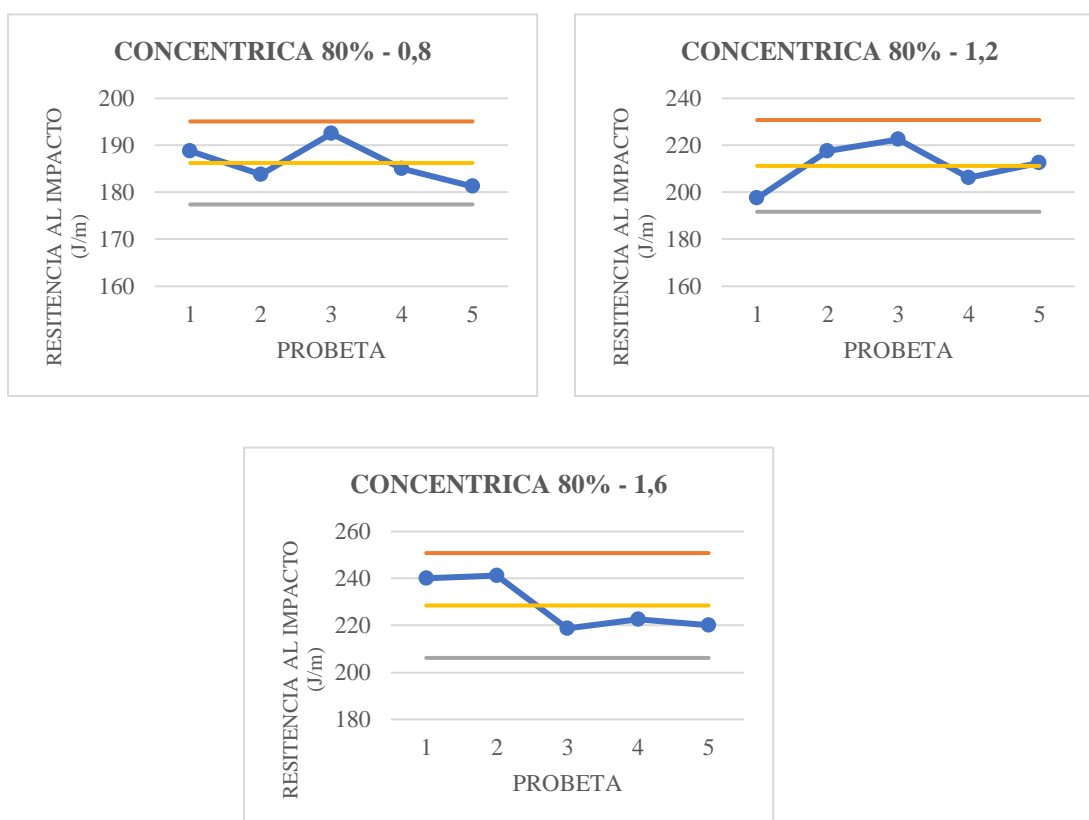 CONCENTRICA 80% - 0,8
RESITENCIA AL IMPACTO
(J/m)
200
190
180
170
160
1 2 3 4 5
PROBETA
CONCENTRICA 80% - 1,2
RESITENCIA AL IMPACTO
(J/m)
240
220
200
180
160
1 2 3 4 5
PROBETA
CONCENTRICA 80% - 1,6
RESITENCIA AL IMPACTO
(J/m)
260
240
220
200
180
1 2 3 4 5
PROBETA